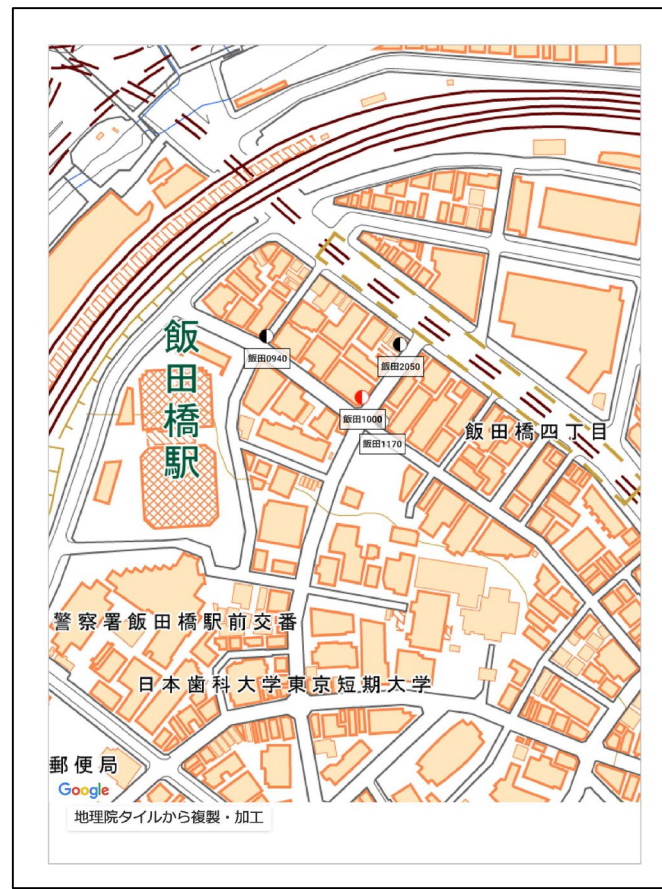 飯田橋駅
飯田0940
飯田2050
飯田1000
飯田1170
飯田橋四丁目
警察署飯田橋駅前交番
日本歯科大学東京短期大学
郵便局
Google
地理院タイルから複製・加工